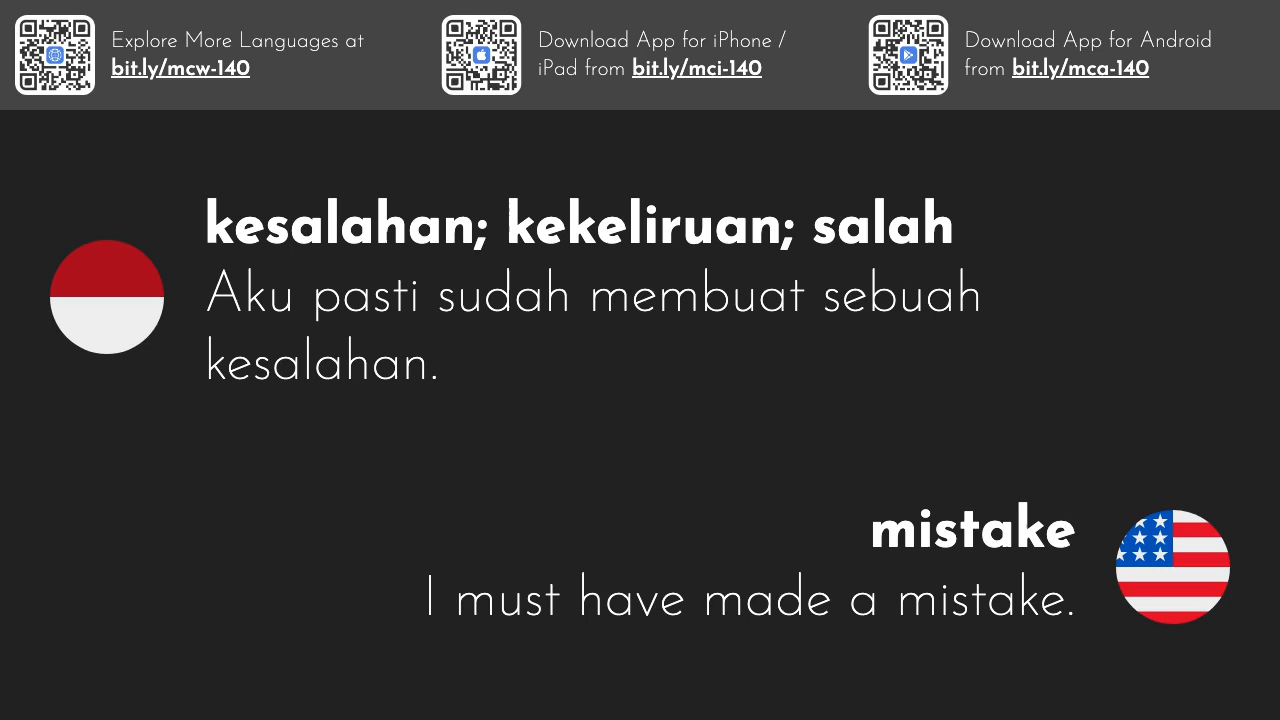 Explore More Languages at
bit.ly/mcw-140
Download App for iPhone /
iPad from bit.ly/mci-140
Download App for Android
from bit.ly/mca-140
kesalahan; kekeliruan; salah
Aku pasti sudah membuat sebuah
kesalahan.
mistake
I must have made a mistake.